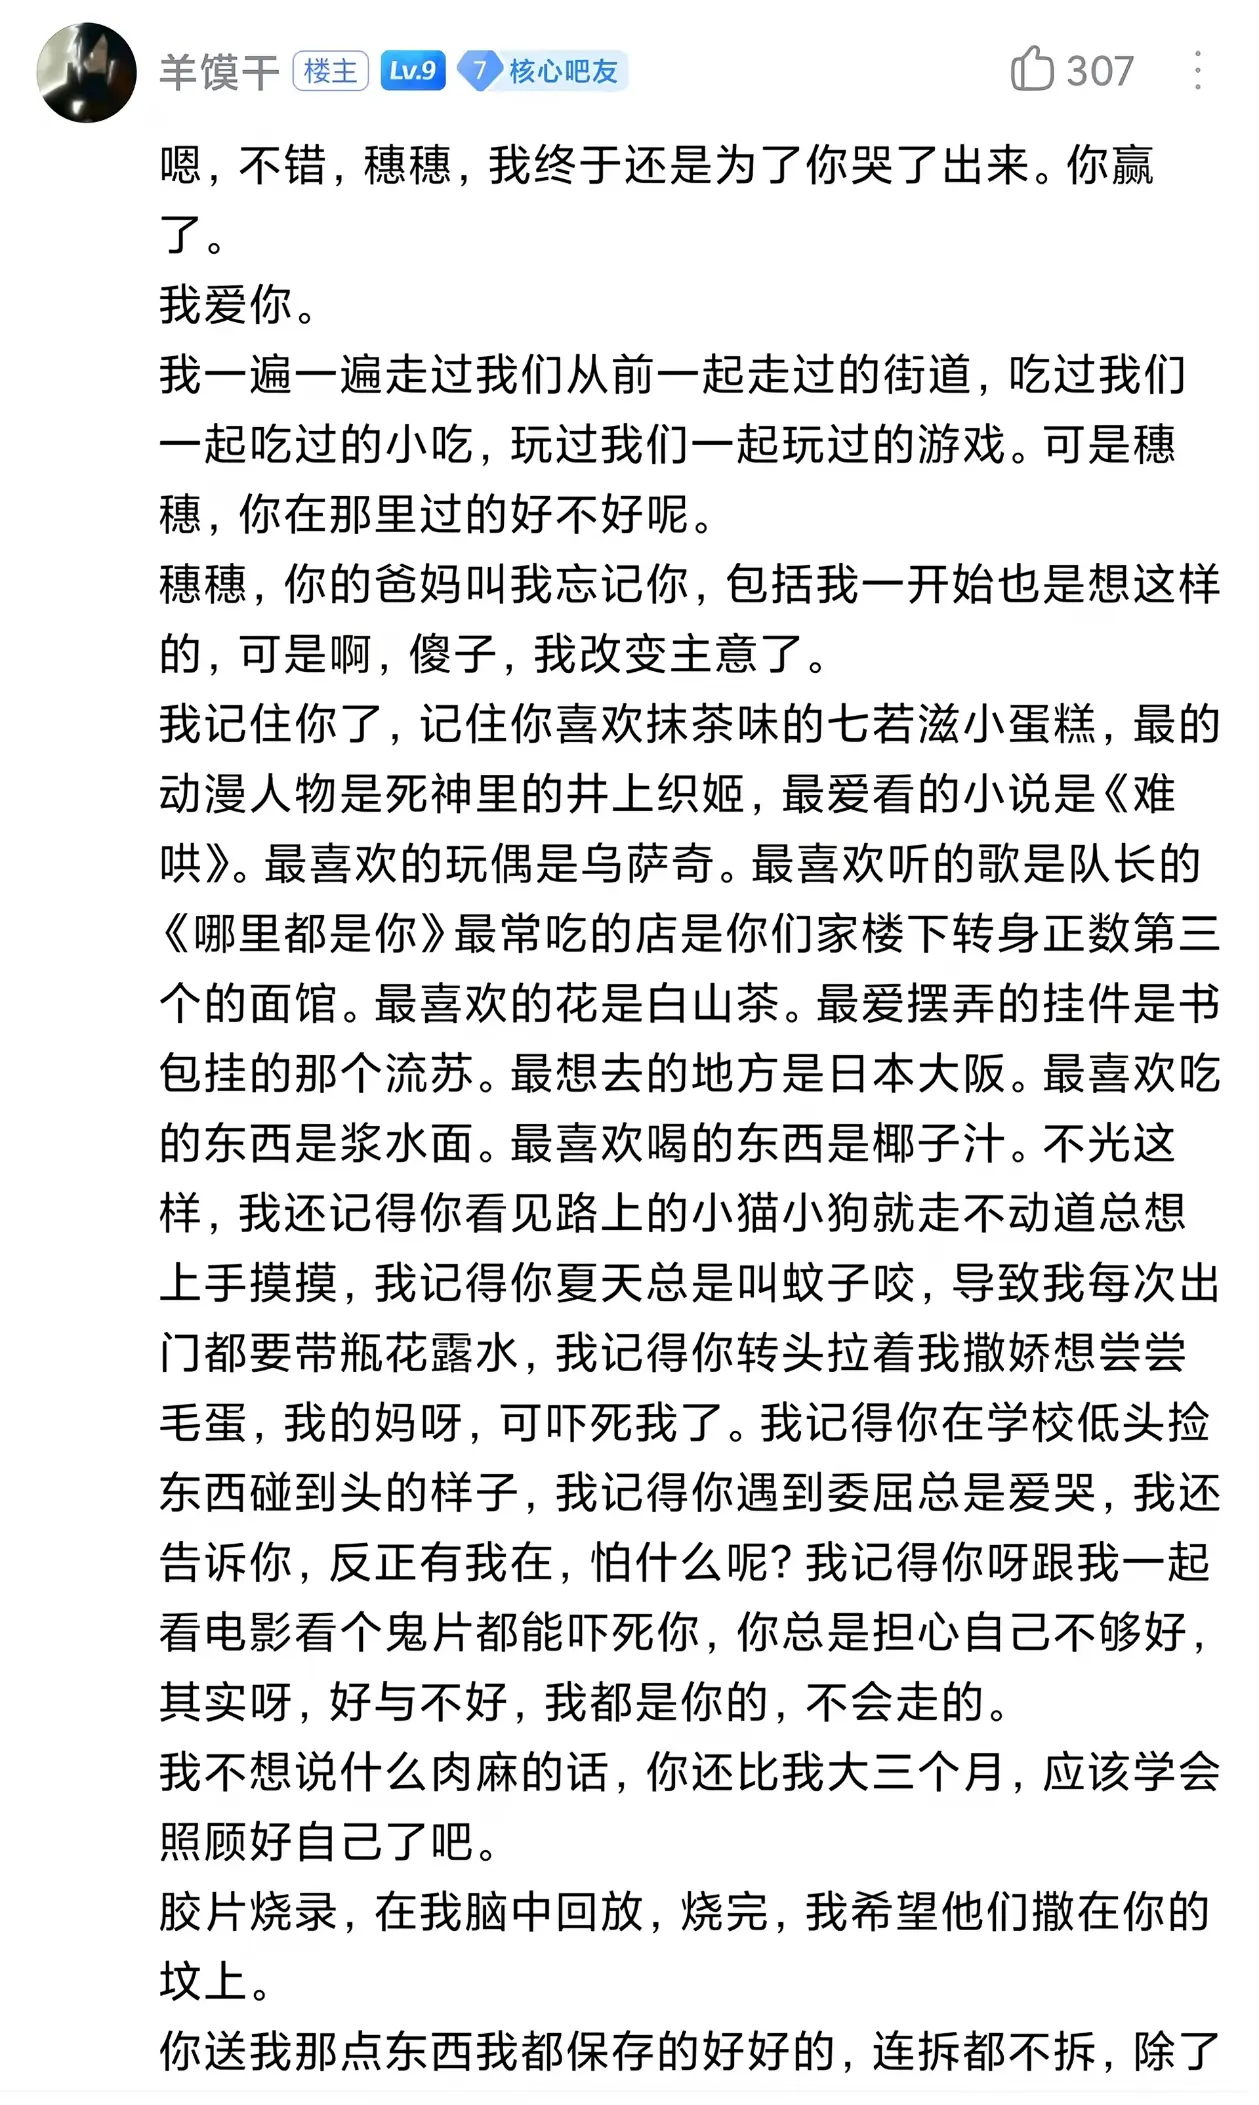 羊馍干 楼主 Lv.9 7 核心吧友 307
嗯，不错，穗穗，我终于还是为了你哭了出来。你赢
了。
我爱你。
我一遍一遍走过我们从前一起走过的街道，吃过我们
一起吃过的小吃，玩过我们一起玩过的游戏。可是穗
穗，你在那里过的好不好呢。
穗穗，你的爸妈叫我忘记你，包括我一开始也是想这样
的，可是啊，傻子，我改变主意了。
我记住你了，记住你喜欢抹茶味的七若滋小蛋糕，最的
动漫人物是死神里的井上织姬，最爱看的小说是《难
哄》。最喜欢的玩偶是乌萨奇。最喜欢听的歌是队长的
《哪里都是你》最常吃的店是你们家楼下转身正数第三
个的面馆。最喜欢的花是白山茶。最爱摆弄的挂件是书
包挂的那个流苏。最想去的地方是日本大阪。最喜欢吃
的东西是浆水面。最喜欢喝的东西是椰子汁。不光这
样，我还记得你看见路上的小猫小狗就走不动道总想
上手摸摸，我记得你夏天总是叫蚊子咬，导致我每次出
门都要带瓶花露水，我记得你转头拉着我撒娇想尝尝
毛蛋，我的妈呀，可吓死我了。我记得你在学校低头捡
东西碰到头的样子，我记得你遇到委屈总是爱哭，我还
告诉你，反正有我在，怕什么呢？我记得你呀跟我一起
看电影看个鬼片都能吓死你，你总是担心自己不够好，
其实呀，好与不好，我都是你的，不会走的。
我不想说什么肉麻的话，你还比我大三个月，应该学会
照顾好自己了吧。
胶片烧录，在我脑中回放，烧完，我希望他们撒在你的
坟上。
你送我那点东西我都保存的好好的，连拆都不拆，除了